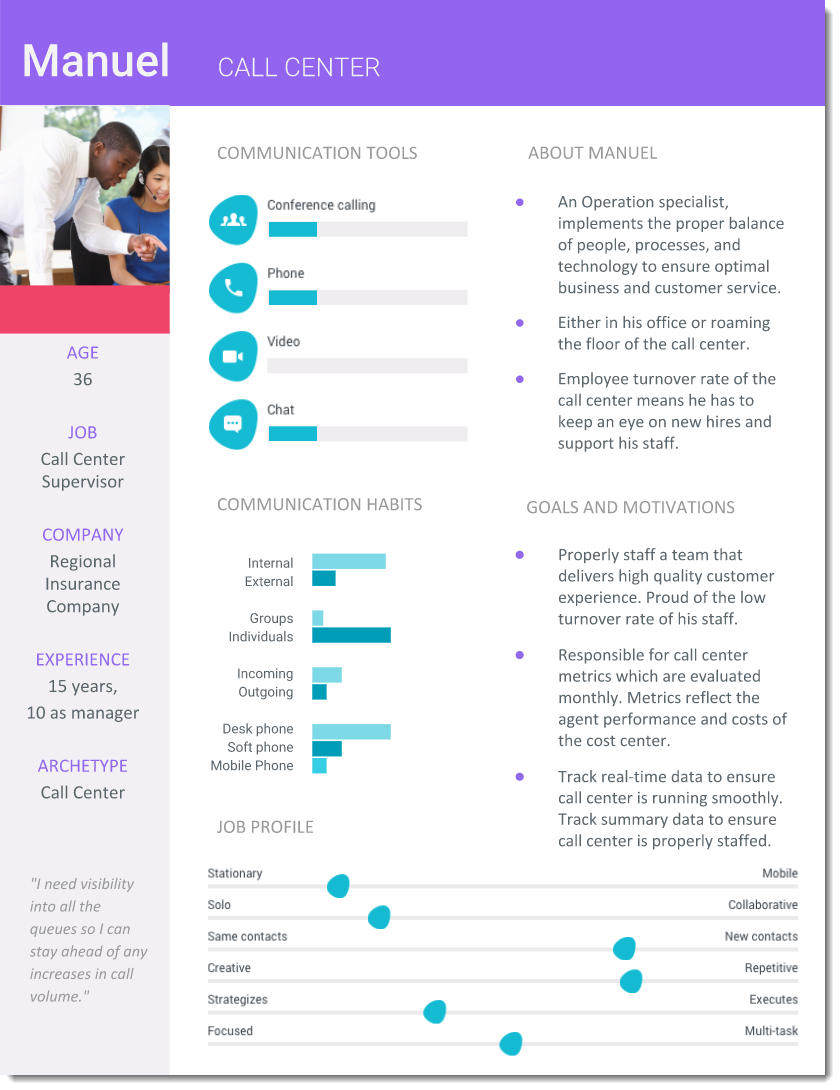 Manuel
CALL CENTER
AGE
36
JOB
Call Center
Supervisor
COMPANY
Regional
Insurance
Company
EXPERIENCE
15 years,
10 as manager
ARCHETYPE
Call Center
"I need visibility
into all the
queues so I can
stay ahead of any
increases in call
volume."
COMMUNICATION TOOLS
Conference calling
Phone
Video
Chat
COMMUNICATION HABITS
Internal
External
Groups
Individuals
Incoming
Outgoing
Desk phone
Soft phone
Mobile Phone
ABOUT MANUEL
An Operation specialist,
implements the proper balance
of people, processes, and
technology to ensure optimal
business and customer service.
Either in his office or roaming
the floor of the call center.
Employee turnover rate of the
call center means he has to
keep an eye on new hires and
support his staff.
GOALS AND MOTIVATIONS
Properly staff a team that
delivers high quality customer
experience. Proud of the low
turnover rate of his staff.
Responsible for call center
metrics which are evaluated
monthly. Metrics reflect the
agent performance and costs of
the cost center.
Track real-time data to ensure
call center is running smoothly.
Track summary data to ensure
call center is properly staffed.
JOB PROFILE
Stationary Mobile
Solo Collaborative
Same contacts New contacts
Creative Repetitive
Strategizes Executes
Focused Multi-task